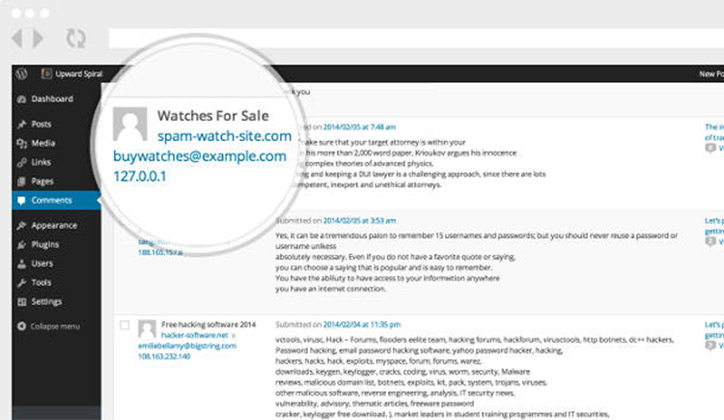 Upward Spiral
New Po
Dashboard
Posts
Media
Links
Pages
Comments
Appearance
Plugins
Users
Tools
Settings
Collapse menu
Watches For Sale
spam-watch-site.com
buywatches@example.com
127.0.0.1
you
on 2014/02/05 at 7:48 am
make sure that your target attorney is within your
his more than 2,000 word paper, Krioukov argues his innocence
complex theories of advanced physics.
and keeping a DUI lawyer is a challenging approach, since there are lots
inexpert and unethical attorneys.
The in
of tra
Submitted on 2014/02/05 at 3:53 am
Yes, it can be a tremendous paion to remember 15 usernames and passwords; but you should never reuse a password or
username unlkess
absolutely necessary. Even if you do not have a favorite quote or saying,
you can choose a saying that is popular and is easy to remember.
You have the abiliuty to have access to your informwtion anywhere
you have an internet connection.
188.165.157.
Let's
gettin
Free hacking software 2014
hacker-software.net x
emiliebellamy@bigstring.com
108.163.232.140
Submitted on 2014/02/04 at 11:35 pm
vctools, virusc, Hack – Forums, flooders eelite team, hacking forums, hackforum, virusctools, http botnets, dc++ hackers,
Password hacking, email password hacking software, yahoo password hacker, hacking,
hackers, hacks, hack, exploits, myspace, forum, forums, warez,
downloads, keygen, keylogger, cracks, coding, virus, worm, security, Malware
reviews, malicious domain list, botnets, exploits, kit, pack, system, trojans, viruses,
other malicious software, reverse engineering, analysis, IT security news,
vulnerability, advisory, thematic articles, freeware password
cracker, keylogger free download. ), market leaders in student training programmes and IT securities,
Let's p
gettin